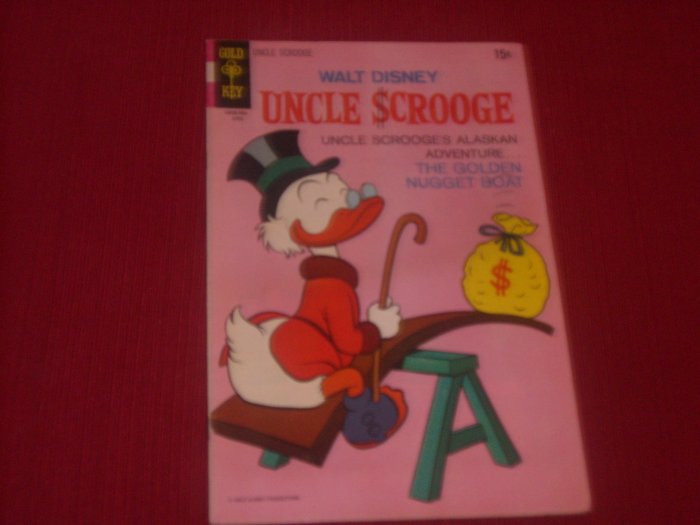 GOLD
KEY
UNCLE SCROOGE
15¢
WALT DISNEY
UNCLE $CROOGE
UNCLE SCROOGE'S ALASKAN
ADVENTURE...
THE GOLDEN
NUGGET BOAT
$